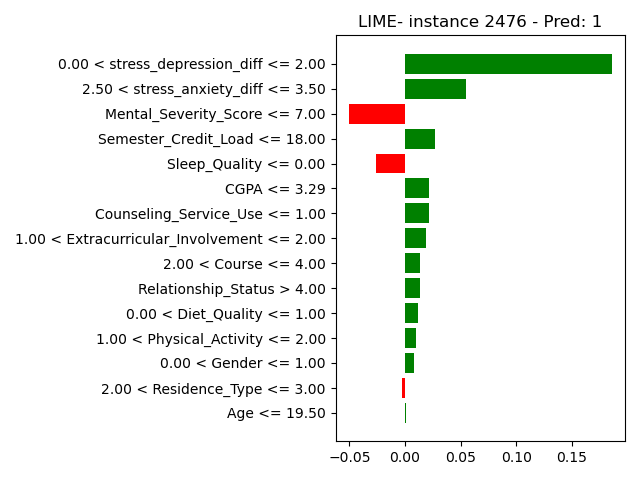 LIME- instance 2476 - Pred: 1
0.00 < stress_depression_diff <= 2.00
2.50 < stress_anxiety_diff <= 3.50
Mental_Severity_Score <= 7.00
Semester_Credit_Load <= 18.00
Sleep_Quality <= 0.00
CGPA <= 3.29
Counseling_Service_Use <= 1.00
1.00 < Extracurricular_Involvement <= 2.00
2.00 < Course <= 4.00
Relationship_Status > 4.00
0.00 < Diet_Quality <= 1.00
1.00 < Physical_Activity <= 2.00
0.00 < Gender <= 1.00
2.00 < Residence_Type <= 3.00
Age <= 19.50
−0.05 0.00 0.05 0.10 0.15